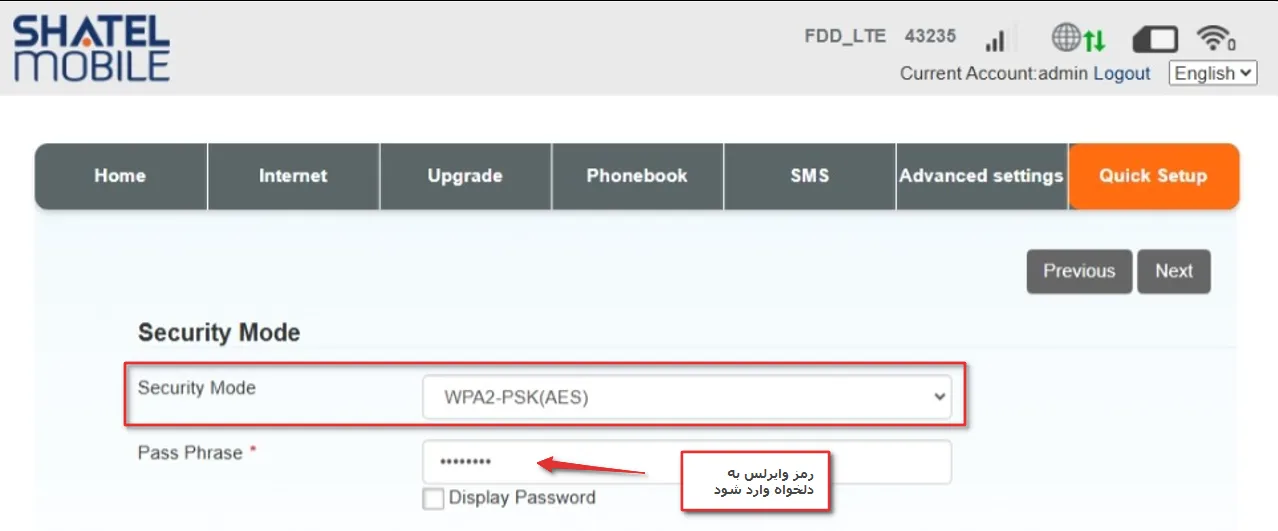 SHATEL
MOBILE
FDD_LTE 43235
0
Current Account:admin Logout English
Home Internet Upgrade Phonebook SMS Advanced settings Quick Setup
Previous Next
Security Mode
Security Mode WPA2-PSK(AES)
Pass Phrase * ••••••••
رمز وایرلس به
دلخواه وارد شود
Display Password